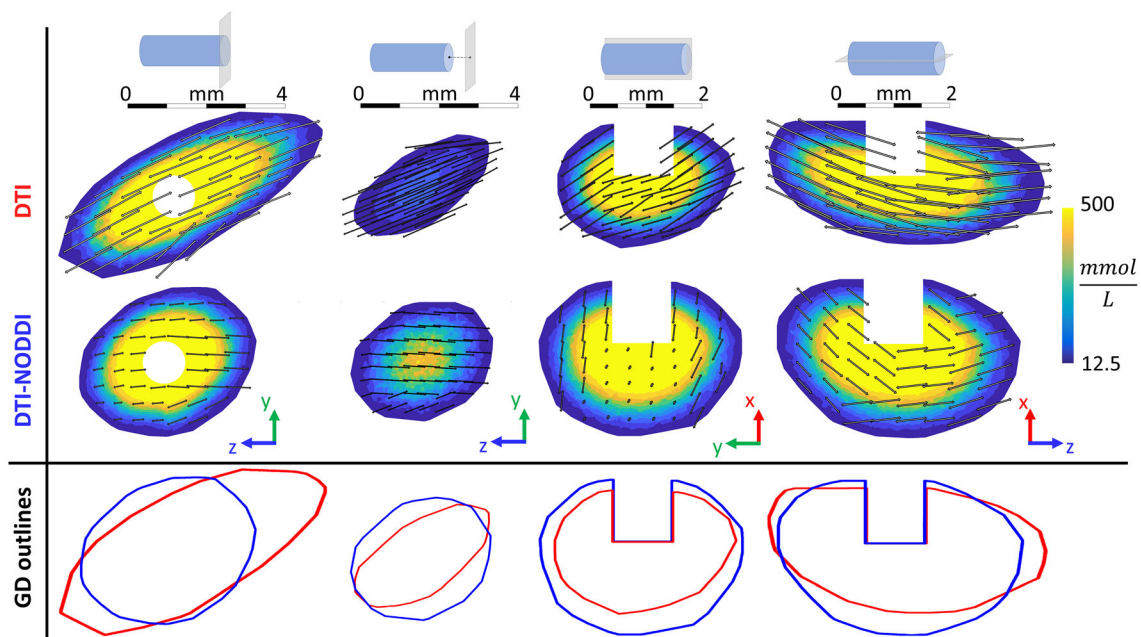 0 mm 4
0 mm 4
0 mm 2
0 mm 2
DTI
500
mmol
L
12.5
DTI-NODDI
y
z
y
z
x
y
x
z
GD outlines